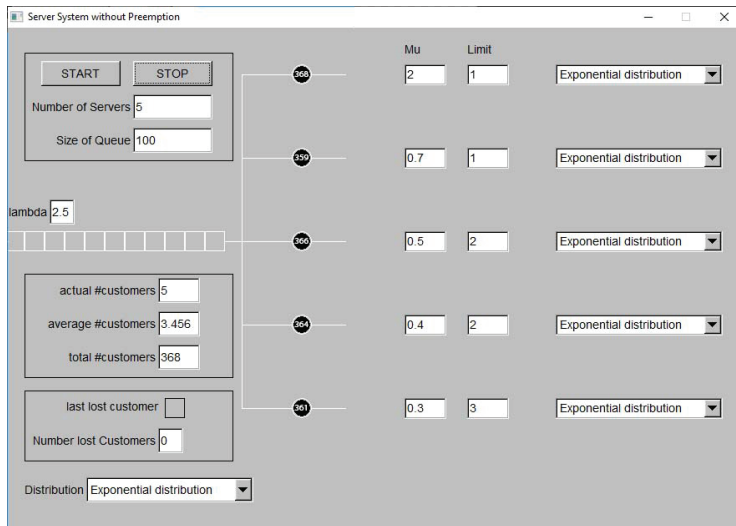 Server System without Preemption
START STOP
Number of Servers 5
Size of Queue 100
lambda 2.5
actual #customers 5
average #customers 3.456
total #customers 368
last lost customer
Number lost Customers 0
Distribution Exponential distribution
Mu Limit
368 2 1 Exponential distribution
359 0.7 1 Exponential distribution
366 0.5 2 Exponential distribution
364 0.4 2 Exponential distribution
361 0.3 3 Exponential distribution